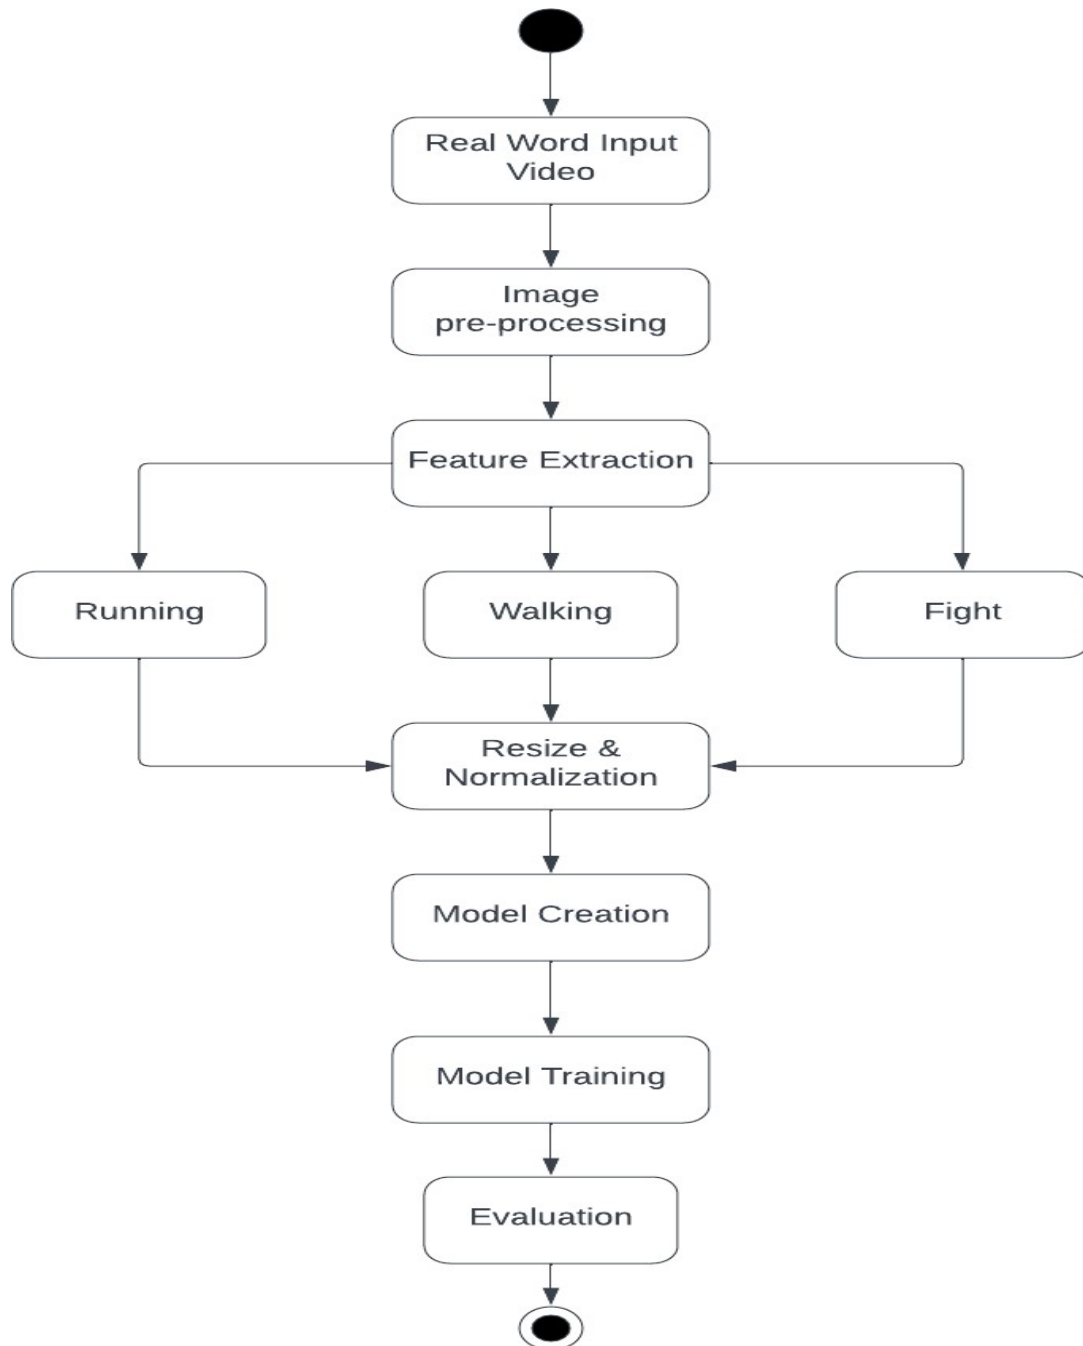 Real Word Input
Video
Image
pre-processing
Feature Extraction
Running
Walking
Fight
Resize &
Normalization
Model Creation
Model Training
Evaluation